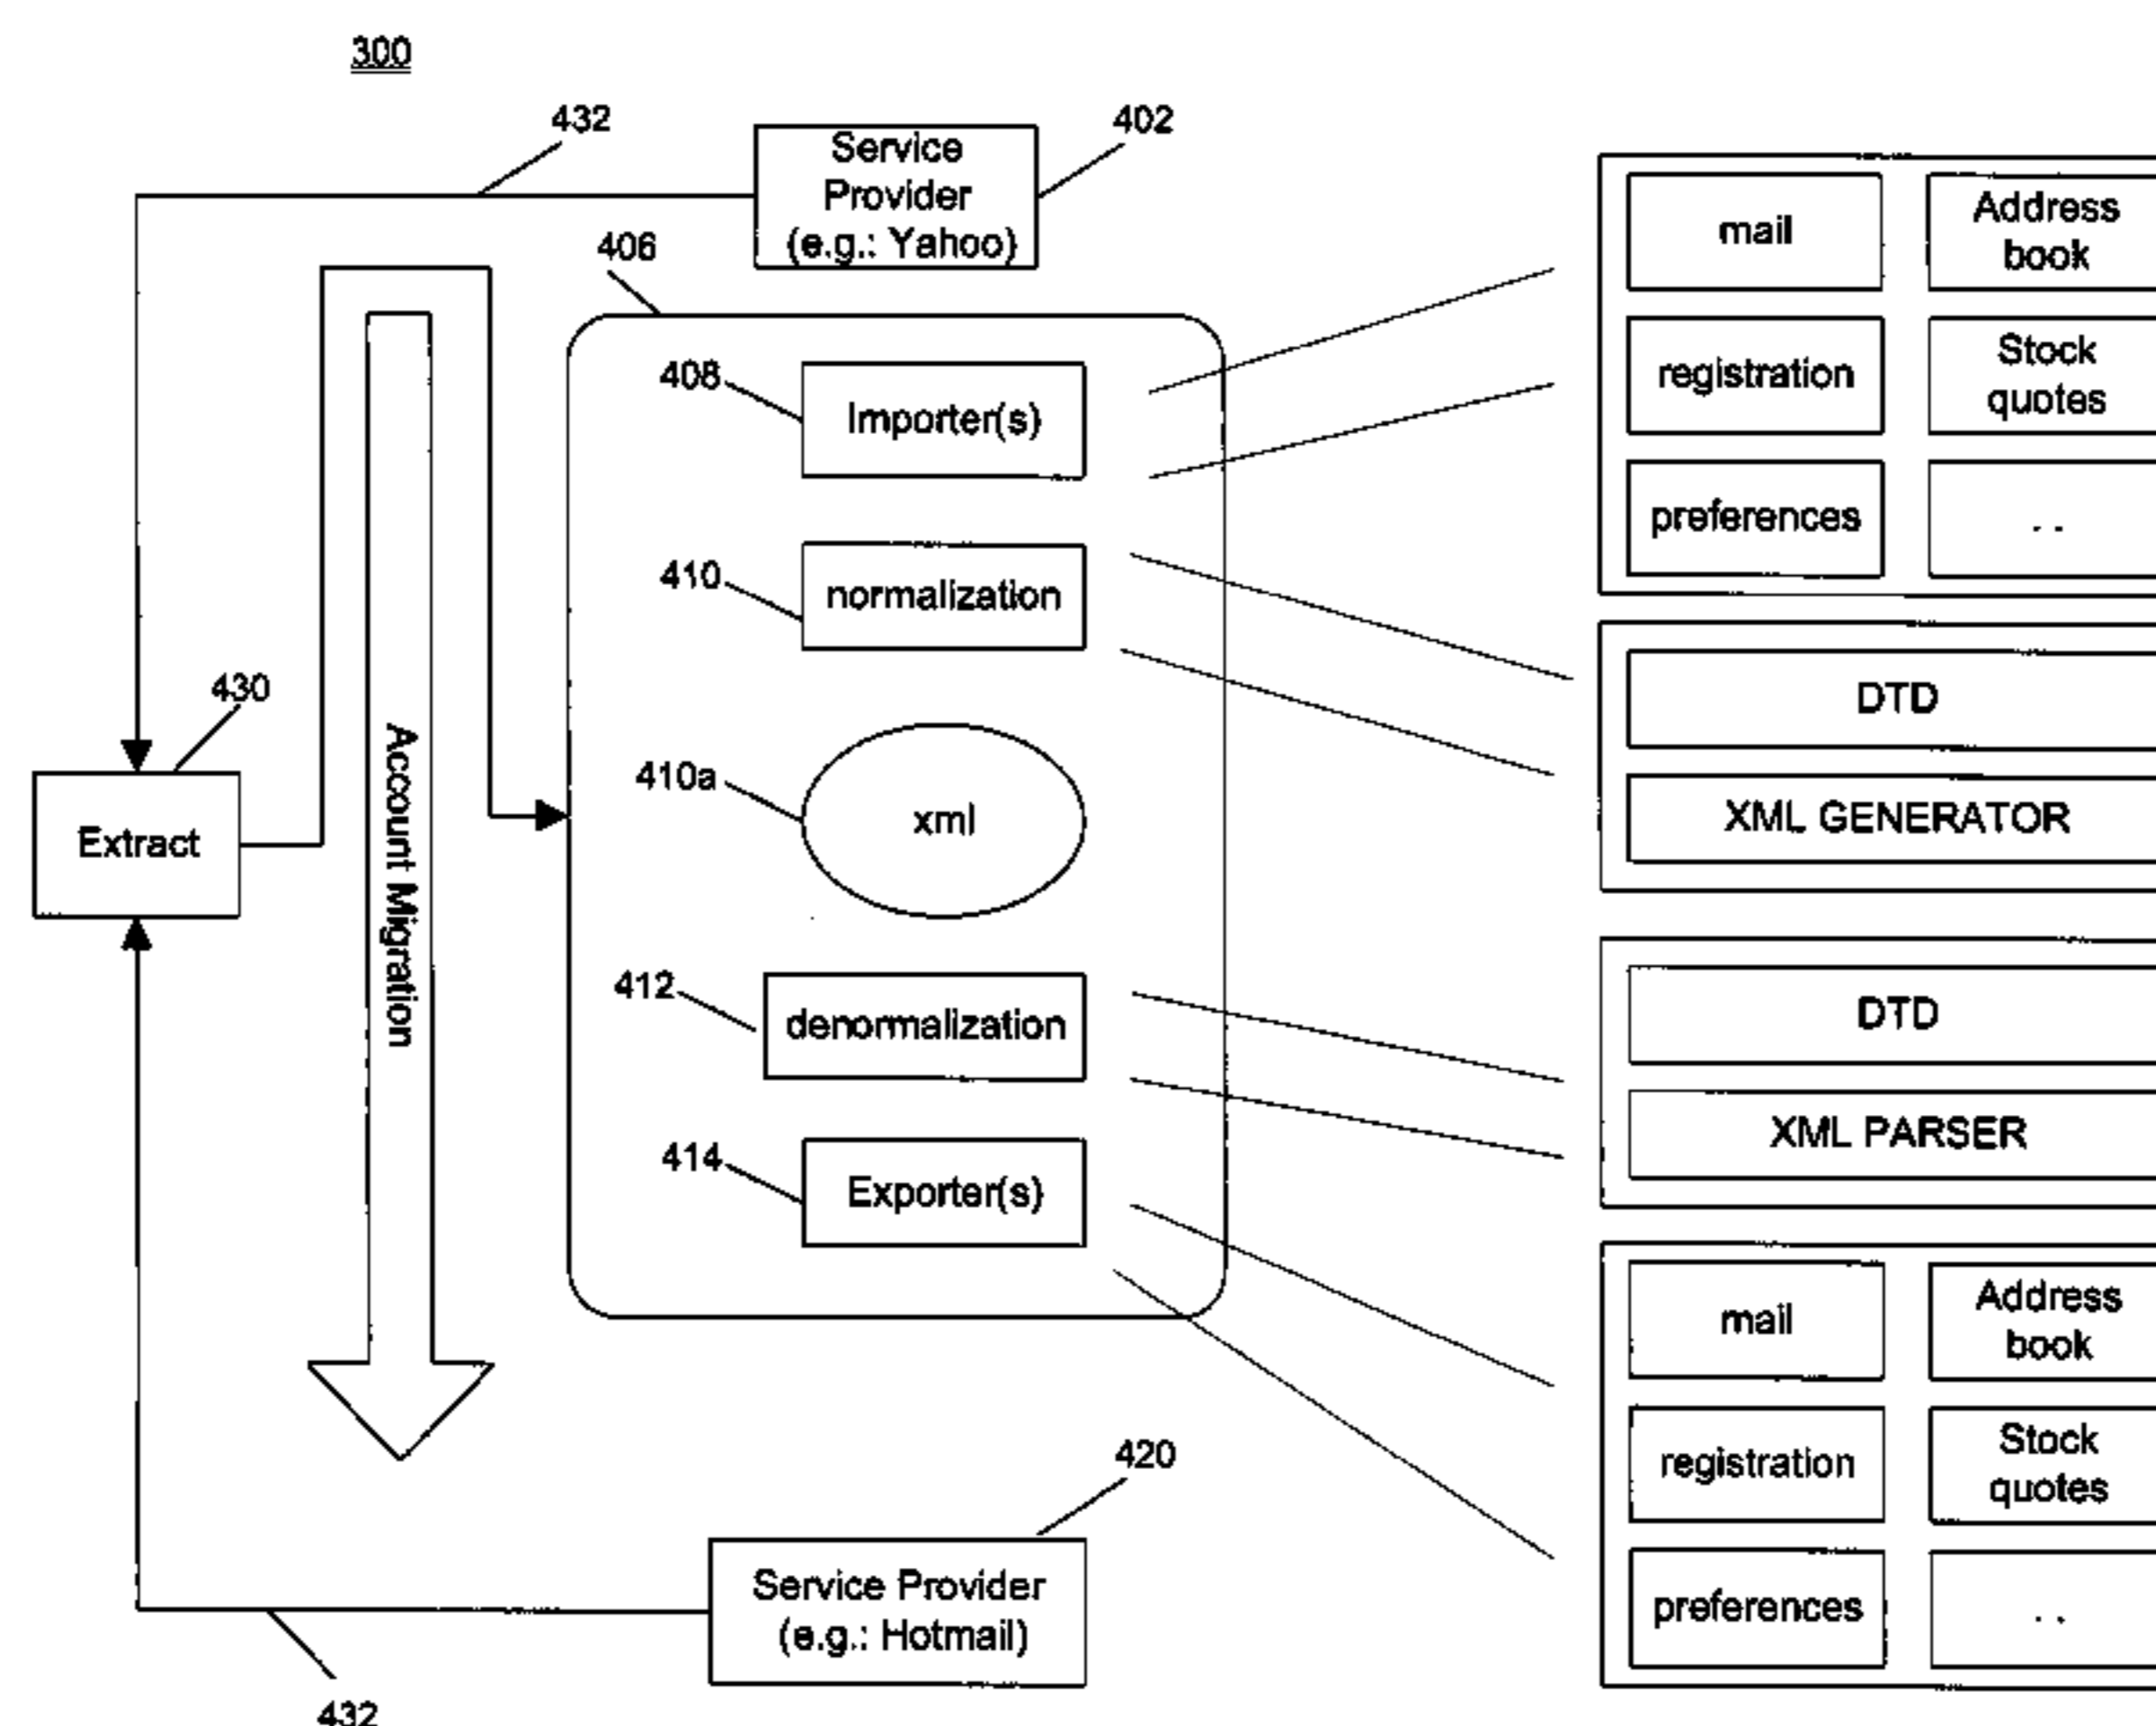 300
432
402
Service
Provider
(e.g.: Yahoo)
406
408
Importer(s)
410
normalization
430
Extract
Account Migration
410a
xml
412
denormalization
414
Exporter(s)
420
Service Provider
(e.g.: Hotmail)
432
mail
Address
book
registration
Stock
quotes
preferences
. .
DTD
XML GENERATOR
DTD
XML PARSER
mail
Address
book
registration
Stock
quotes
preferences
. .